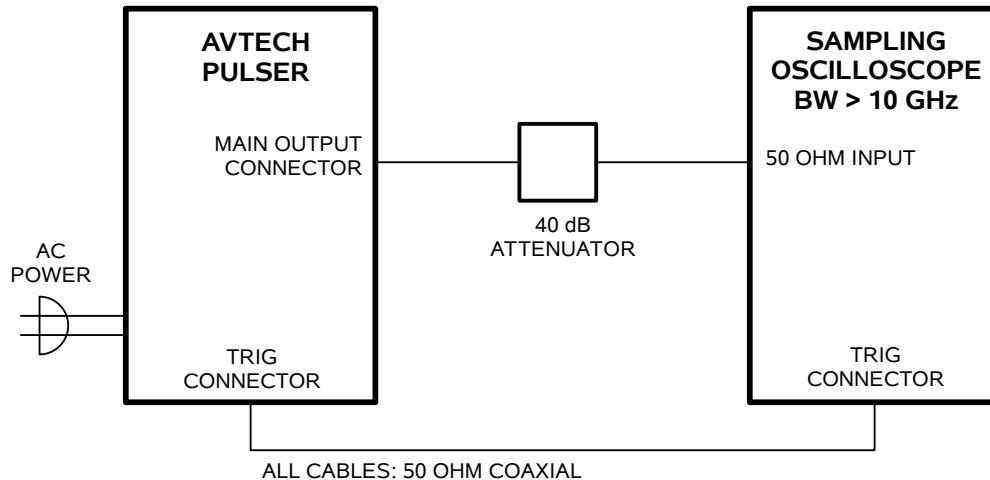 AVTECH
PULSER
SAMPLING
OSCILLOSCOPE
BW > 10 GHz
MAIN OUTPUT
CONNECTOR
50 OHM INPUT
40 dB
ATTENUATOR
AC
POWER
TRIG
CONNECTOR
TRIG
CONNECTOR
ALL CABLES: 50 OHM COAXIAL